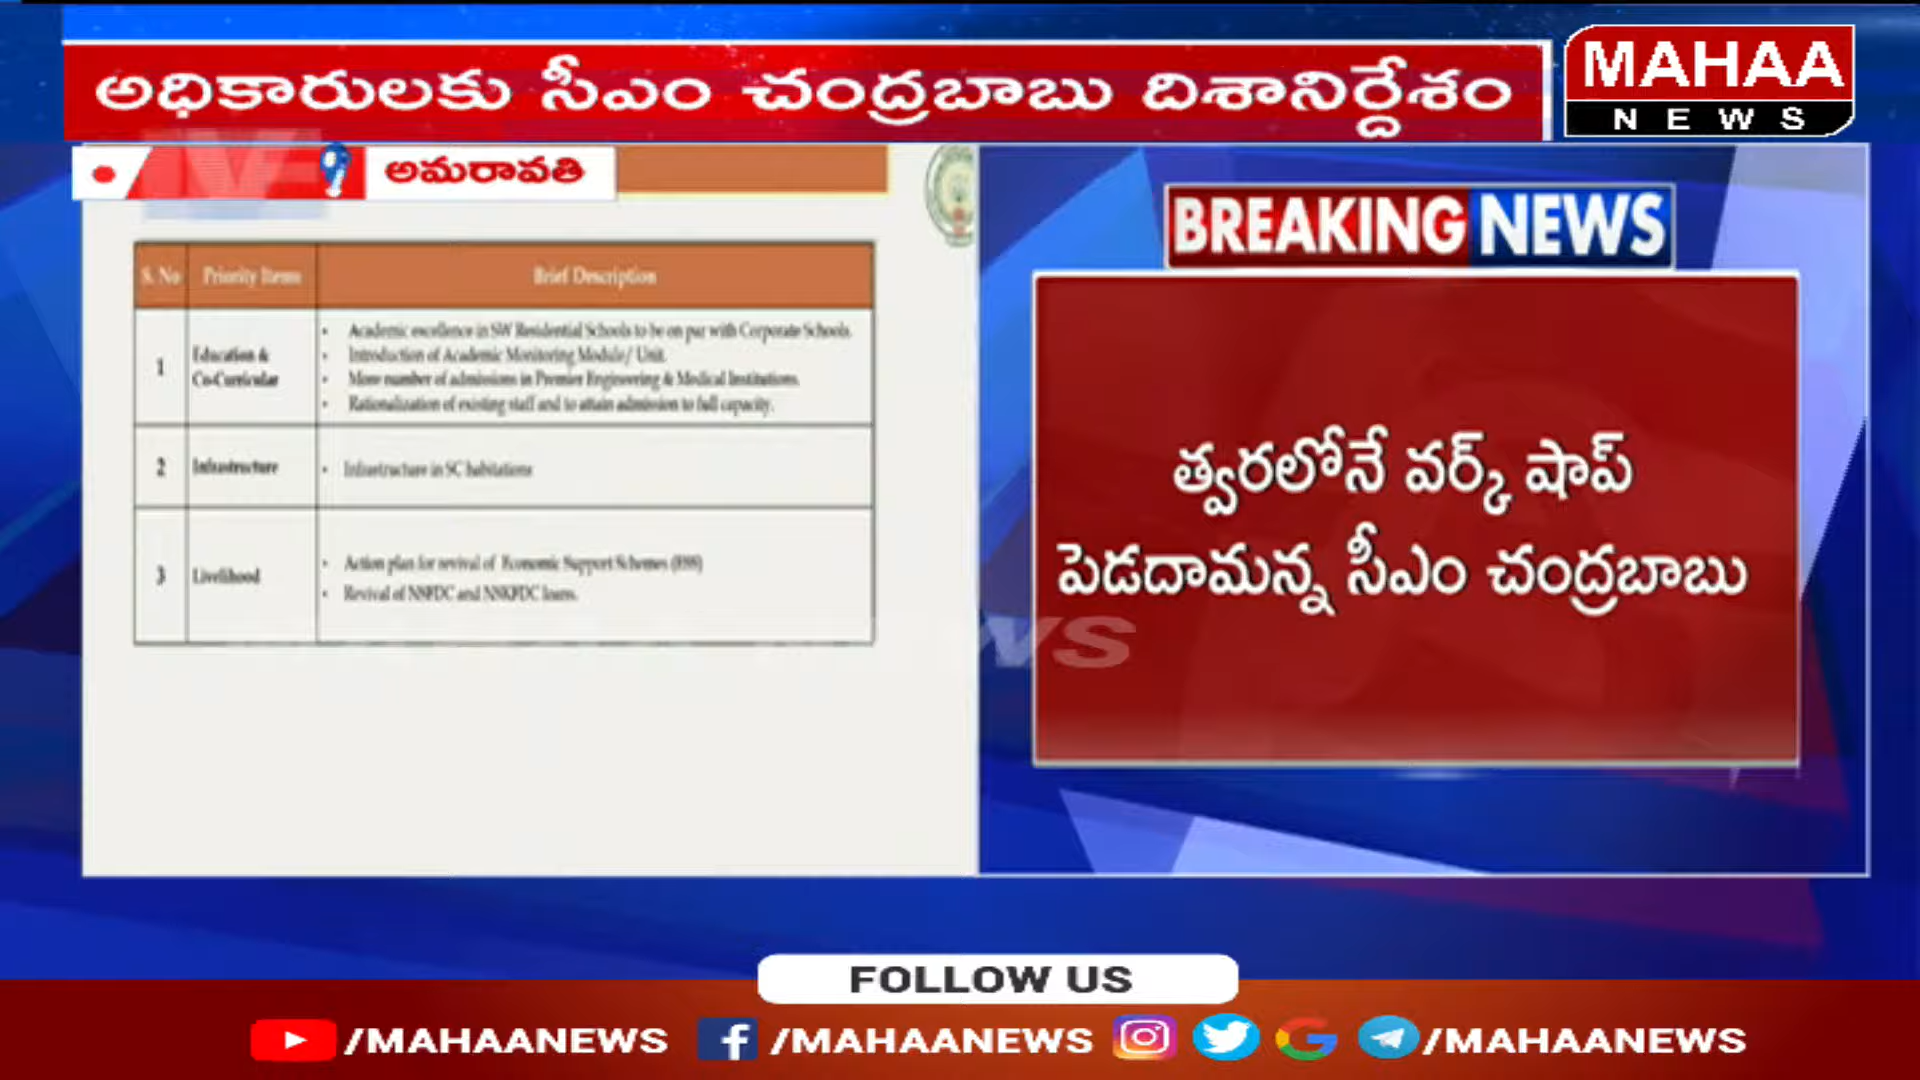 అధికారులకు సీఎం చంద్రబాబు దిశానిర్దేశం
MAHAA
NEWS
అమరావతి
BREAKING NEWS
S. No Priority Items Brief Description
1 Education & Co-Curricular
• Academic excellence in SW Residential Schools to be on par with Corporate Schools.
• Introduction of Academic Monitoring Module/ Unit.
• More number of admissions in Premier Engineering & Medical Institutions.
• Rationalization of existing staff and to attain admission to full capacity.
2 Infrastructure • Infrastructure in SC habitations
3 Livelihood
• Action plan for revival of Economic Support Schemes (ESS)
• Revival of NSFDC and NSKFDC loans.
త్వరలోనే వర్క్ షాప్
పెడదామన్న సీఎం చంద్రబాబు
NEWS
FOLLOW US
/MAHAANEWS /MAHAANEWS /MAHAANEWS